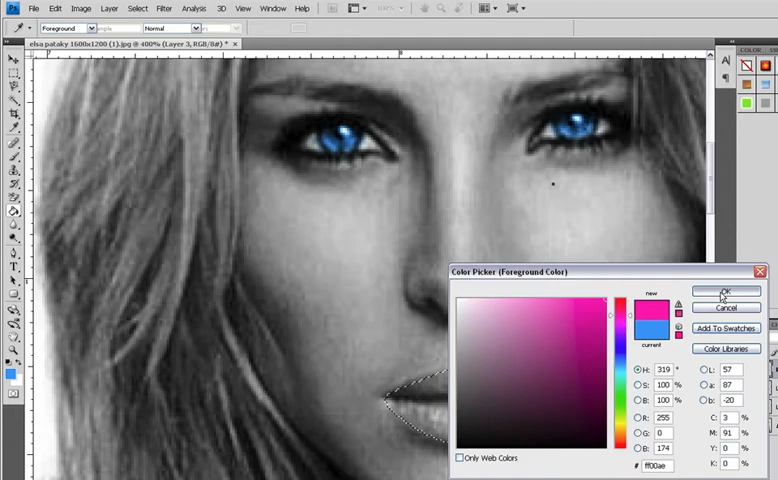 Ps File Edit Image Layer Select Filter Analysis 3D View Window Help
Foreground Normal
elsa pataky 1600x1200 (1).jpg @ 400% (Layer 3, RGB/8#) * ×
COLOR
Color Picker (Foreground Color)
new
current
OK
Cancel
Add To Swatches
Color Libraries
H: 319 °
S: 100 %
B: 100 %
R: 255
G: 0
B: 174
# ff00ae
L: 57
a: 87
b: -20
C: 3 %
M: 91 %
Y: 0 %
K: 0 %
Only Web Colors